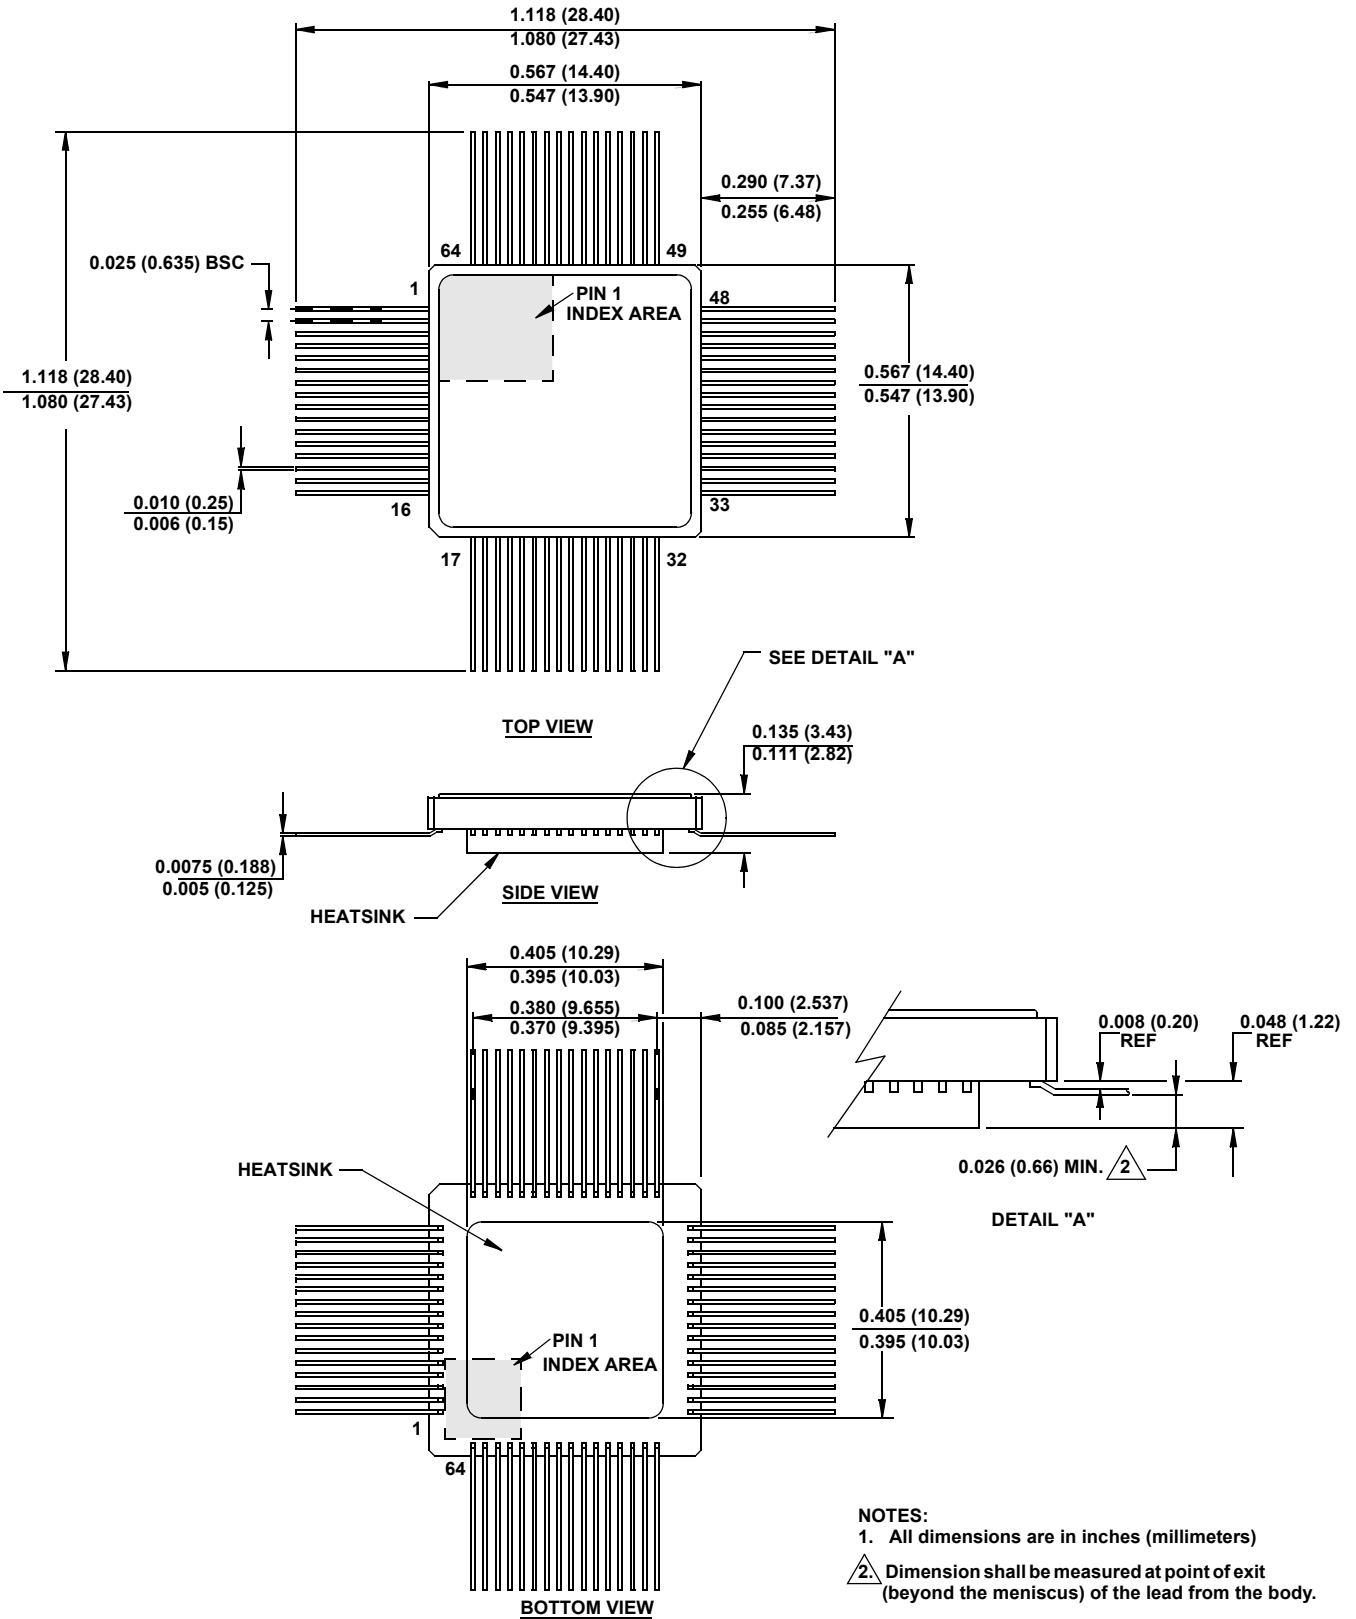 1.118 (28.40)
1.080 (27.43)
0.567 (14.40)
0.547 (13.90)
0.290 (7.37)
0.255 (6.48)
64
49
0.025 (0.635) BSC
1
PIN 1
INDEX AREA
48
1.118 (28.40)
1.080 (27.43)
0.567 (14.40)
0.547 (13.90)
0.010 (0.25)
0.006 (0.15)
16
33
17
32
SEE DETAIL "A"
TOP VIEW
0.135 (3.43)
0.111 (2.82)
0.0075 (0.188)
0.005 (0.125)
SIDE VIEW
HEATSINK
0.405 (10.29)
0.395 (10.03)
0.380 (9.655)
0.370 (9.395)
0.100 (2.537)
0.085 (2.157)
0.008 (0.20)
REF
0.048 (1.22)
REF
0.026 (0.66) MIN. 2
DETAIL "A"
HEATSINK
PIN 1
INDEX AREA
0.405 (10.29)
0.395 (10.03)
1
64
BOTTOM VIEW
NOTES:
1. All dimensions are in inches (millimeters)
2. Dimension shall be measured at point of exit
(beyond the meniscus) of the lead from the body.